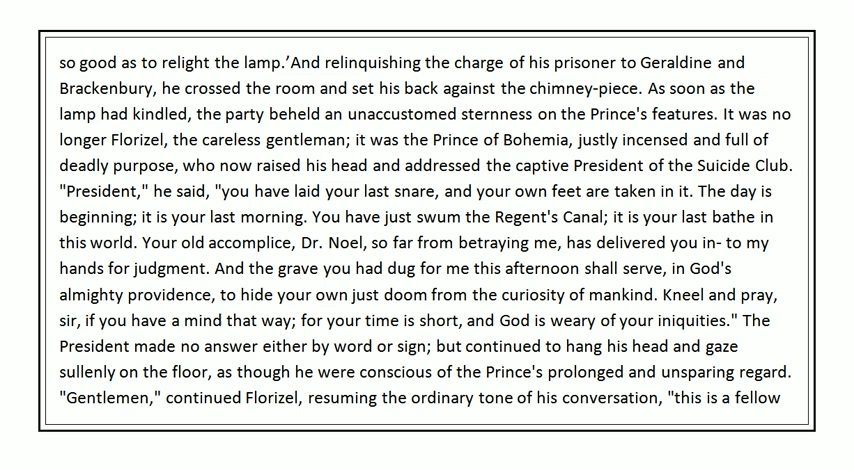 so good as to relight the lamp.’And relinquishing the charge of his prisoner to Geraldine and
Brackenbury, he crossed the room and set his back against the chimney-piece. As soon as the
lamp had kindled, the party beheld an unaccustomed sternness on the Prince's features. It was no
longer Florizel, the careless gentleman; it was the Prince of Bohemia, justly incensed and full of
deadly purpose, who now raised his head and addressed the captive President of the Suicide Club.
"President," he said, "you have laid your last snare, and your own feet are taken in it. The day is
beginning; it is your last morning. You have just swum the Regent's Canal; it is your last bathe in
this world. Your old accomplice, Dr. Noel, so far from betraying me, has delivered you in- to my
hands for judgment. And the grave you had dug for me this afternoon shall serve, in God's
almighty providence, to hide your own just doom from the curiosity of mankind. Kneel and pray,
sir, if you have a mind that way; for your time is short, and God is weary of your iniquities." The
President made no answer either by word or sign; but continued to hang his head and gaze
sullenly on the floor, as though he were conscious of the Prince's prolonged and unsparing regard.
"Gentlemen," continued Florizel, resuming the ordinary tone of his conversation, "this is a fellow